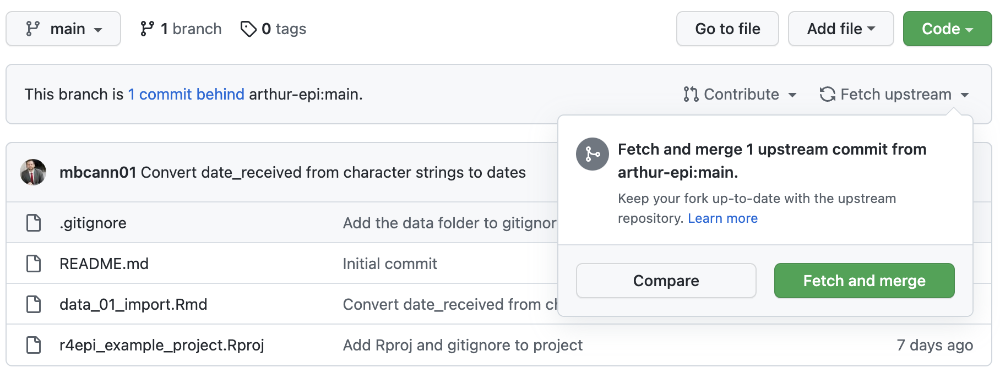 main
1 branch
0 tags
Go to file
Add file
Code
This branch is 1 commit behind arthur-epi:main.
Contribute
Fetch upstream
Fetch and merge 1 upstream commit from
arthur-epi:main.
Keep your fork up-to-date with the upstream
repository. Learn more
Compare
Fetch and merge
mbcann01 Convert date_received from character strings to dates
.gitignore
Add the data folder to gitignor
README.md
Initial commit
data_01_import.Rmd
Convert date_received from ch
r4epi_example_project.Rproj
Add Rproj and gitignore to project
7 days ago